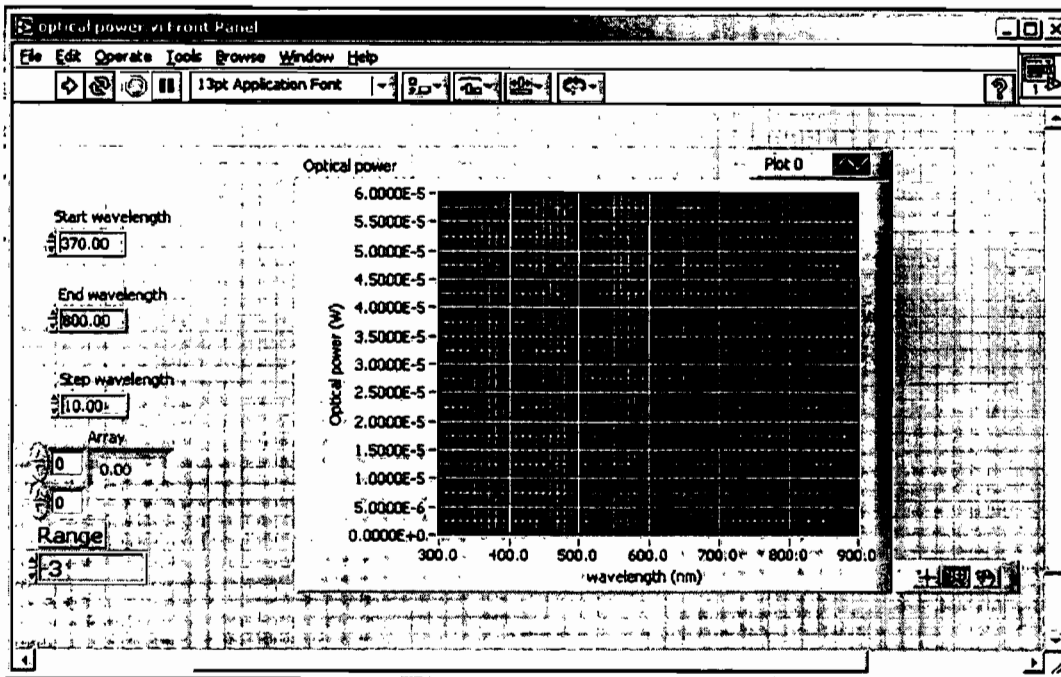 optical power.vi Front Panel
File Edit Operate Tools Browse Window Help
13pt Application Font
?
1
Optical power
Plot 0
Start wavelength
370.00
End wavelength
800.00
Step wavelength
10.00
Array
0
0.00
0
Range
-3
Optical power (W)
6.0000E-5
5.5000E-5
5.0000E-5
4.5000E-5
4.0000E-5
3.5000E-5
3.0000E-5
2.5000E-5
2.0000E-5
1.5000E-5
1.0000E-5
5.0000E-6
0.0000E+0
300.0 400.0 500.0 600.0 700.0 800.0 900.0
wavelength (nm)